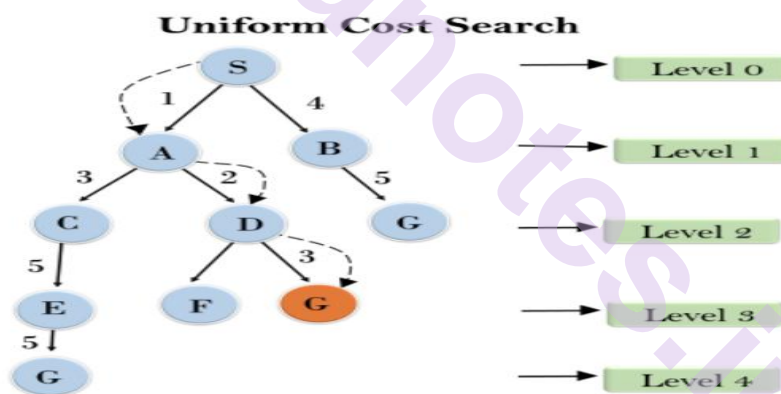 Uniform Cost Search
S
Level 0
1
4
A
B
Level 1
3
2
5
C
D
G
Level 2
5
3
E
F
G
Level 3
5
G
Level 4
anotes.i